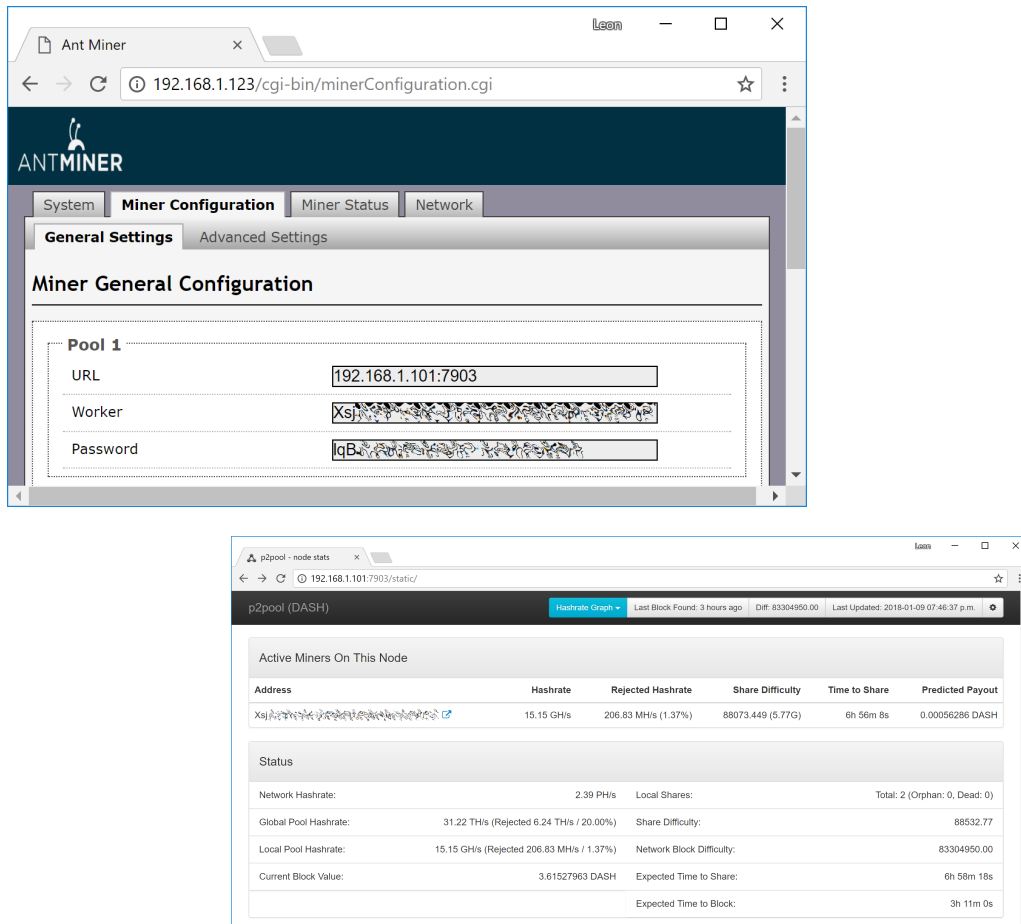 Leon
Ant Miner
192.168.1.123/cgi-bin/minerConfiguration.cgi
ANTMINER
System Miner Configuration Miner Status Network
General Settings Advanced Settings
Miner General Configuration
Pool 1
URL 192.168.1.101:7903
Worker Xsj
Password IqB
Leon
p2pool - node stats
192.168.1.101:7903/static/
p2pool (DASH) Hashrate Graph Last Block Found: 3 hours ago Diff: 83304950.00 Last Updated: 2018-01-09 07:46:37 p.m.
Active Miners On This Node
Address Hashrate Rejected Hashrate Share Difficulty Time to Share Predicted Payout
Xsj 15.15 GH/s 206.83 MH/s (1.37%) 88073.449 (5.77G) 6h 56m 8s 0.00056286 DASH
Status
Network Hashrate: 2.39 PH/s Local Shares: Total: 2 (Orphan: 0, Dead: 0)
Global Pool Hashrate: 31.22 TH/s (Rejected 6.24 TH/s / 20.00%) Share Difficulty: 88532.77
Local Pool Hashrate: 15.15 GH/s (Rejected 206.83 MH/s / 1.37%) Network Block Difficulty: 83304950.00
Current Block Value: 3.61527963 DASH Expected Time to Share: 6h 58m 18s
Expected Time to Block: 3h 11m 0s